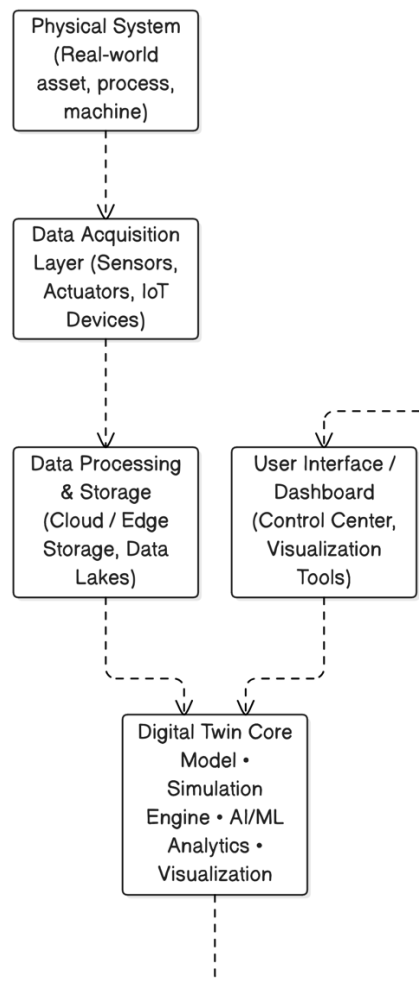 Physical System
(Real-world
asset, process,
machine)
Data Acquisition
Layer (Sensors,
Actuators, IoT
Devices)
Data Processing
& Storage
(Cloud / Edge
Storage, Data
Lakes)
User Interface /
Dashboard
(Control Center,
Visualization
Tools)
Digital Twin Core
Model •
Simulation
Engine • AI/ML
Analytics •
Visualization